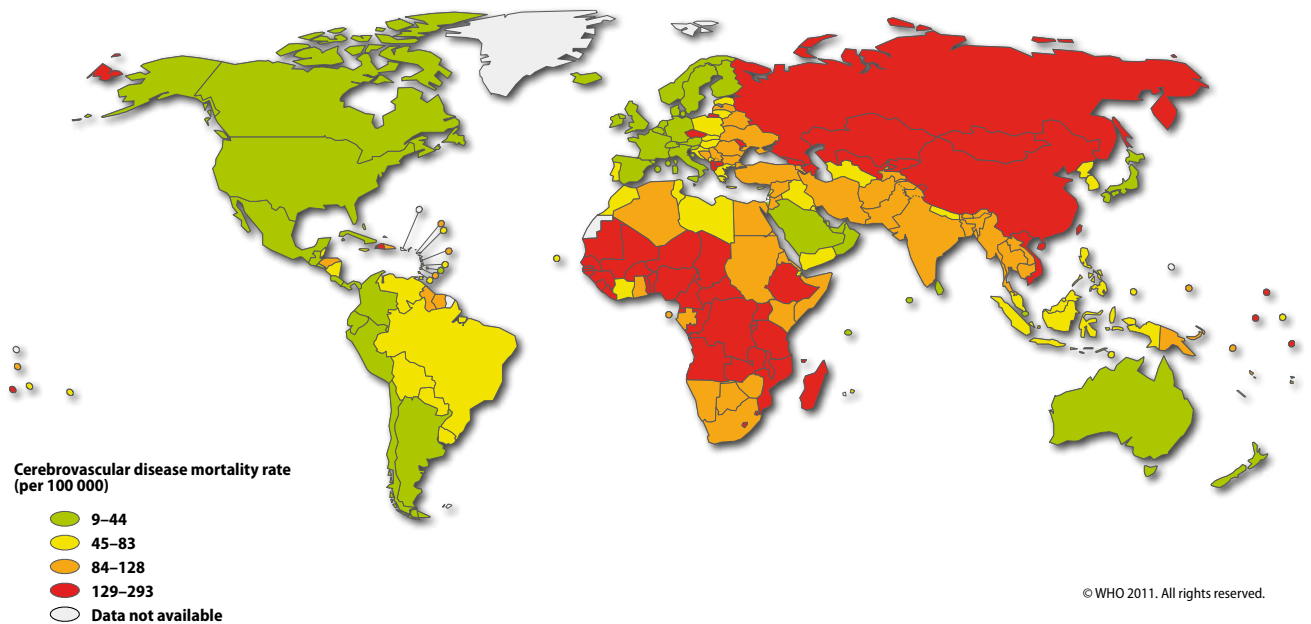 Cerebrovascular disease mortality rate
(per 100 000)
9–44
45–83
84–128
129–293
Data not available
© WHO 2011. All rights reserved.